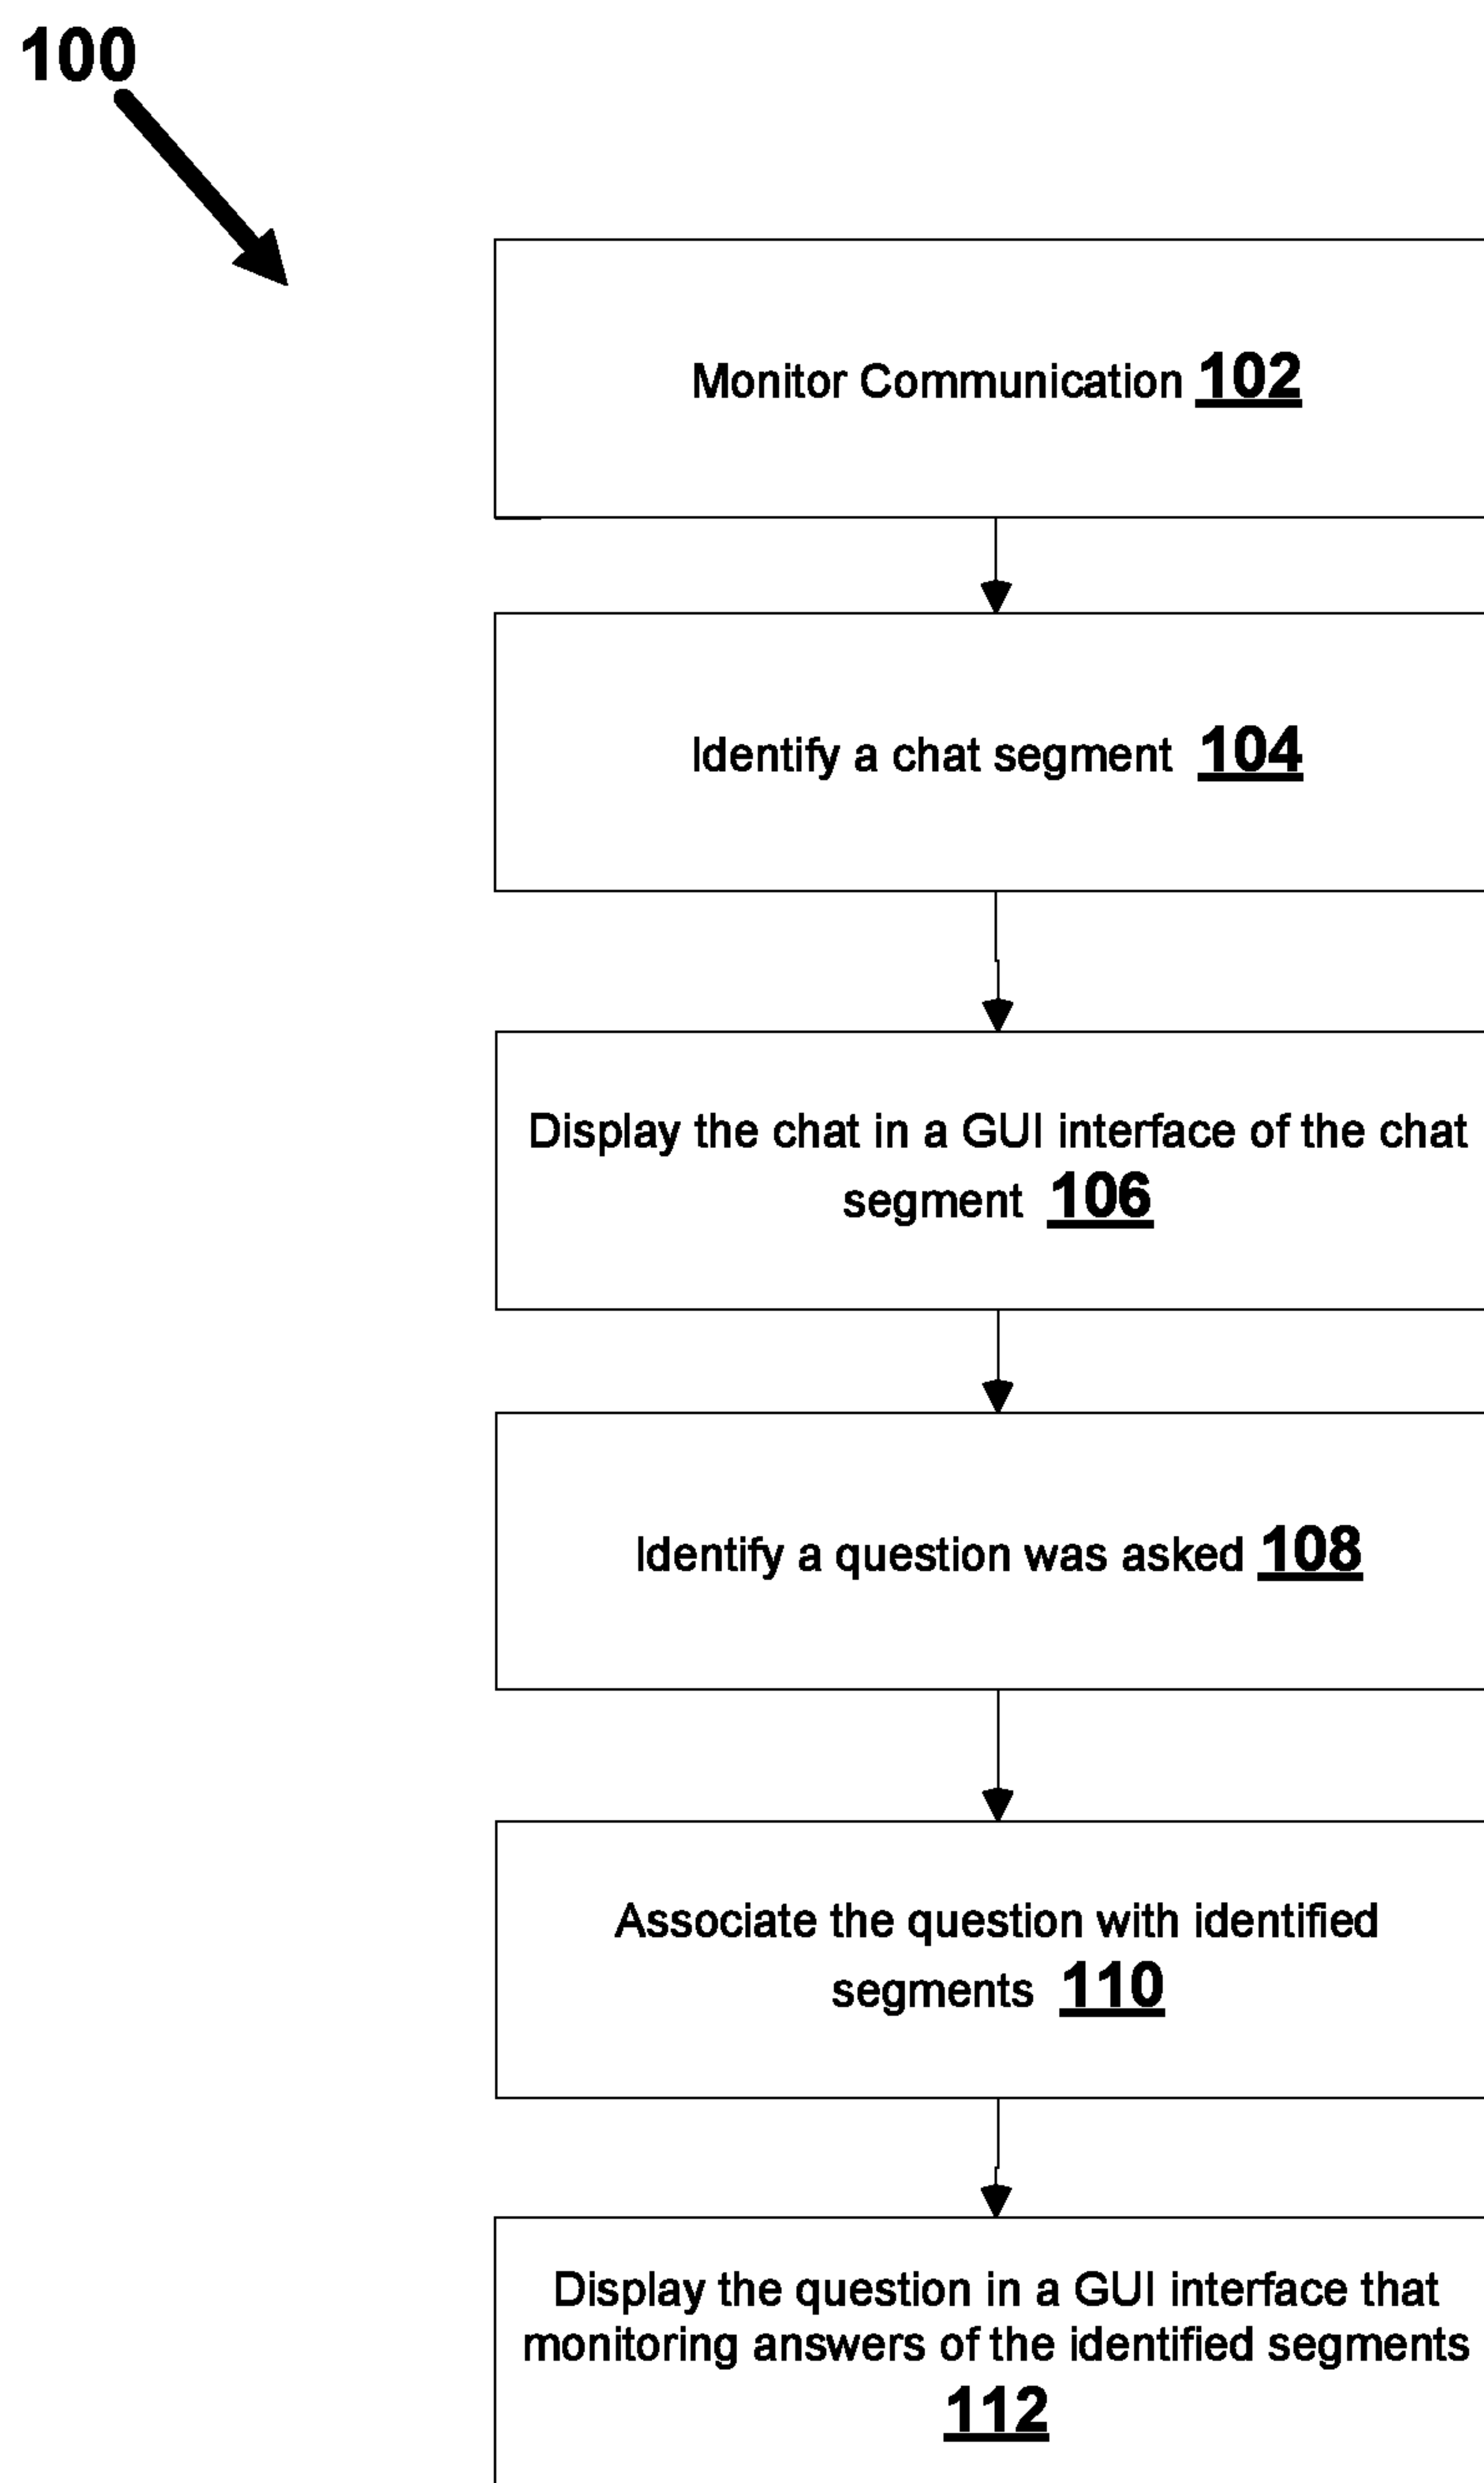 100
Monitor Communication 102
Identify a chat segment 104
Display the chat in a GUI interface of the chat
segment 106
Identify a question was asked 108
Associate the question with identified
segments 110
Display the question in a GUI interface that
monitoring answers of the identified segments
112